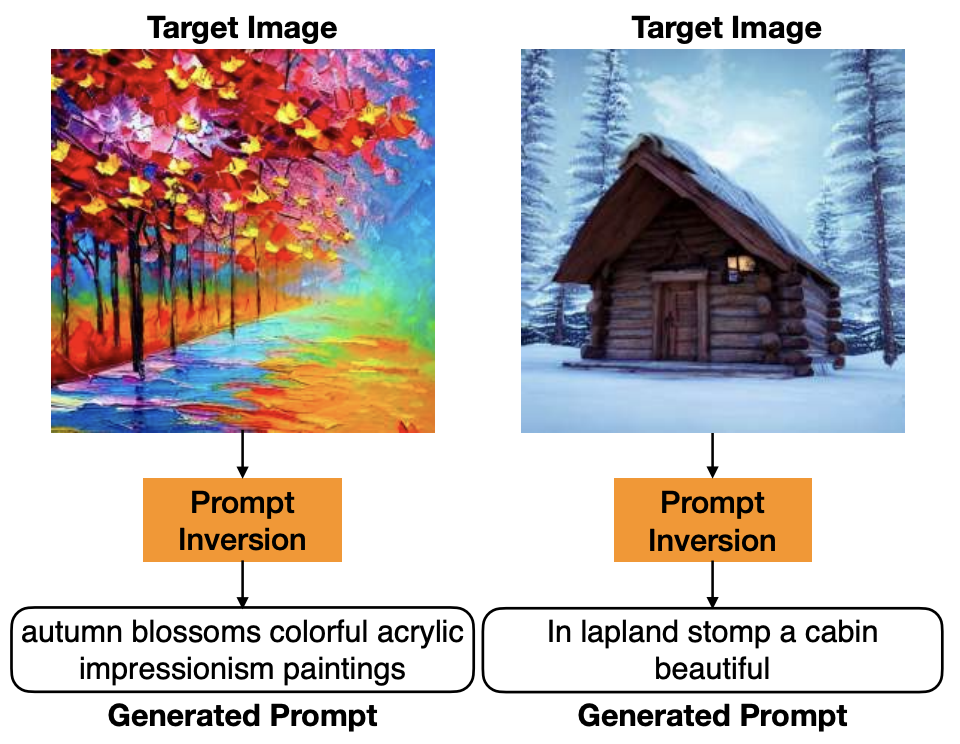 Target Image
Prompt
Inversion
autumn blossoms colorful acrylic
impressionism paintings
Generated Prompt
Target Image
Prompt
Inversion
In lapland stomp a cabin
beautiful
Generated Prompt